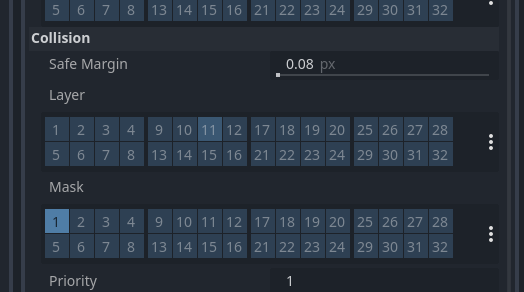 5 6 7 8 13 14 15 16 21 22 23 24 29 30 31 32
Collision
Safe Margin 0.08 px
Layer
1 2 3 4 9 10 11 12 17 18 19 20 25 26 27 28
5 6 7 8 13 14 15 16 21 22 23 24 29 30 31 32
Mask
1 2 3 4 9 10 11 12 17 18 19 20 25 26 27 28
5 6 7 8 13 14 15 16 21 22 23 24 29 30 31 32
Priority 1